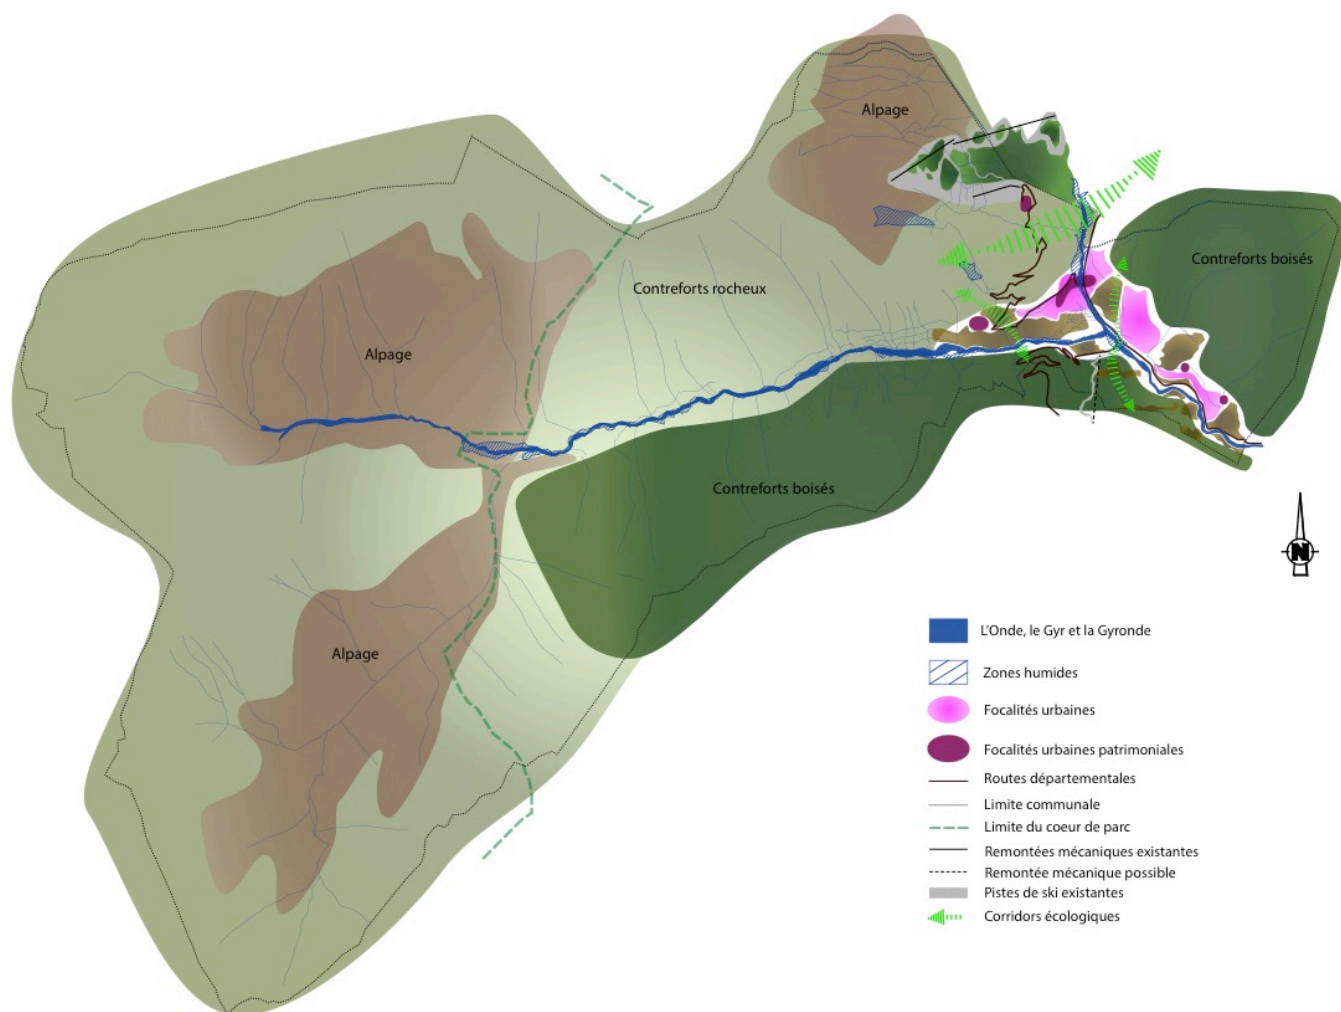 Alpage
Contreforts boisés
Contreforts rocheux
Alpage
Contreforts boisés
Alpage
N
L'Onde, le Gyr et la Gyronde
Zones humides
Focalités urbaines
Focalités urbaines patrimoniales
Routes départementales
Limite communale
Limite du coeur de parc
Remontées mécaniques existantes
Remontée mécanique possible
Pistes de ski existantes
Corridors écologiques